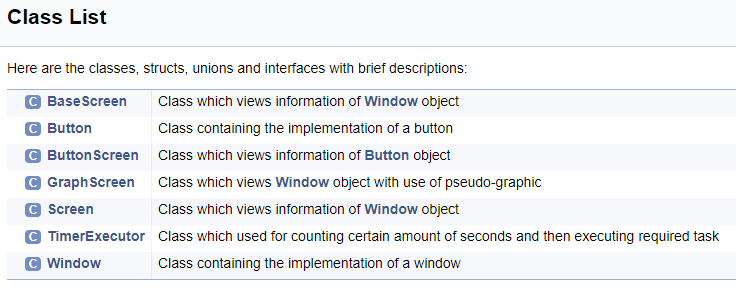 Class List
Here are the classes, structs, unions and interfaces with brief descriptions:
C BaseScreen Class which views information of Window object
C Button Class containing the implementation of a button
C ButtonScreen Class which views information of Button object
C GraphScreen Class which views Window object with use of pseudo-graphic
C Screen Class which views information of Window object
C TimerExecutor Class which used for counting certain amount of seconds and then executing required task
C Window Class containing the implementation of a window